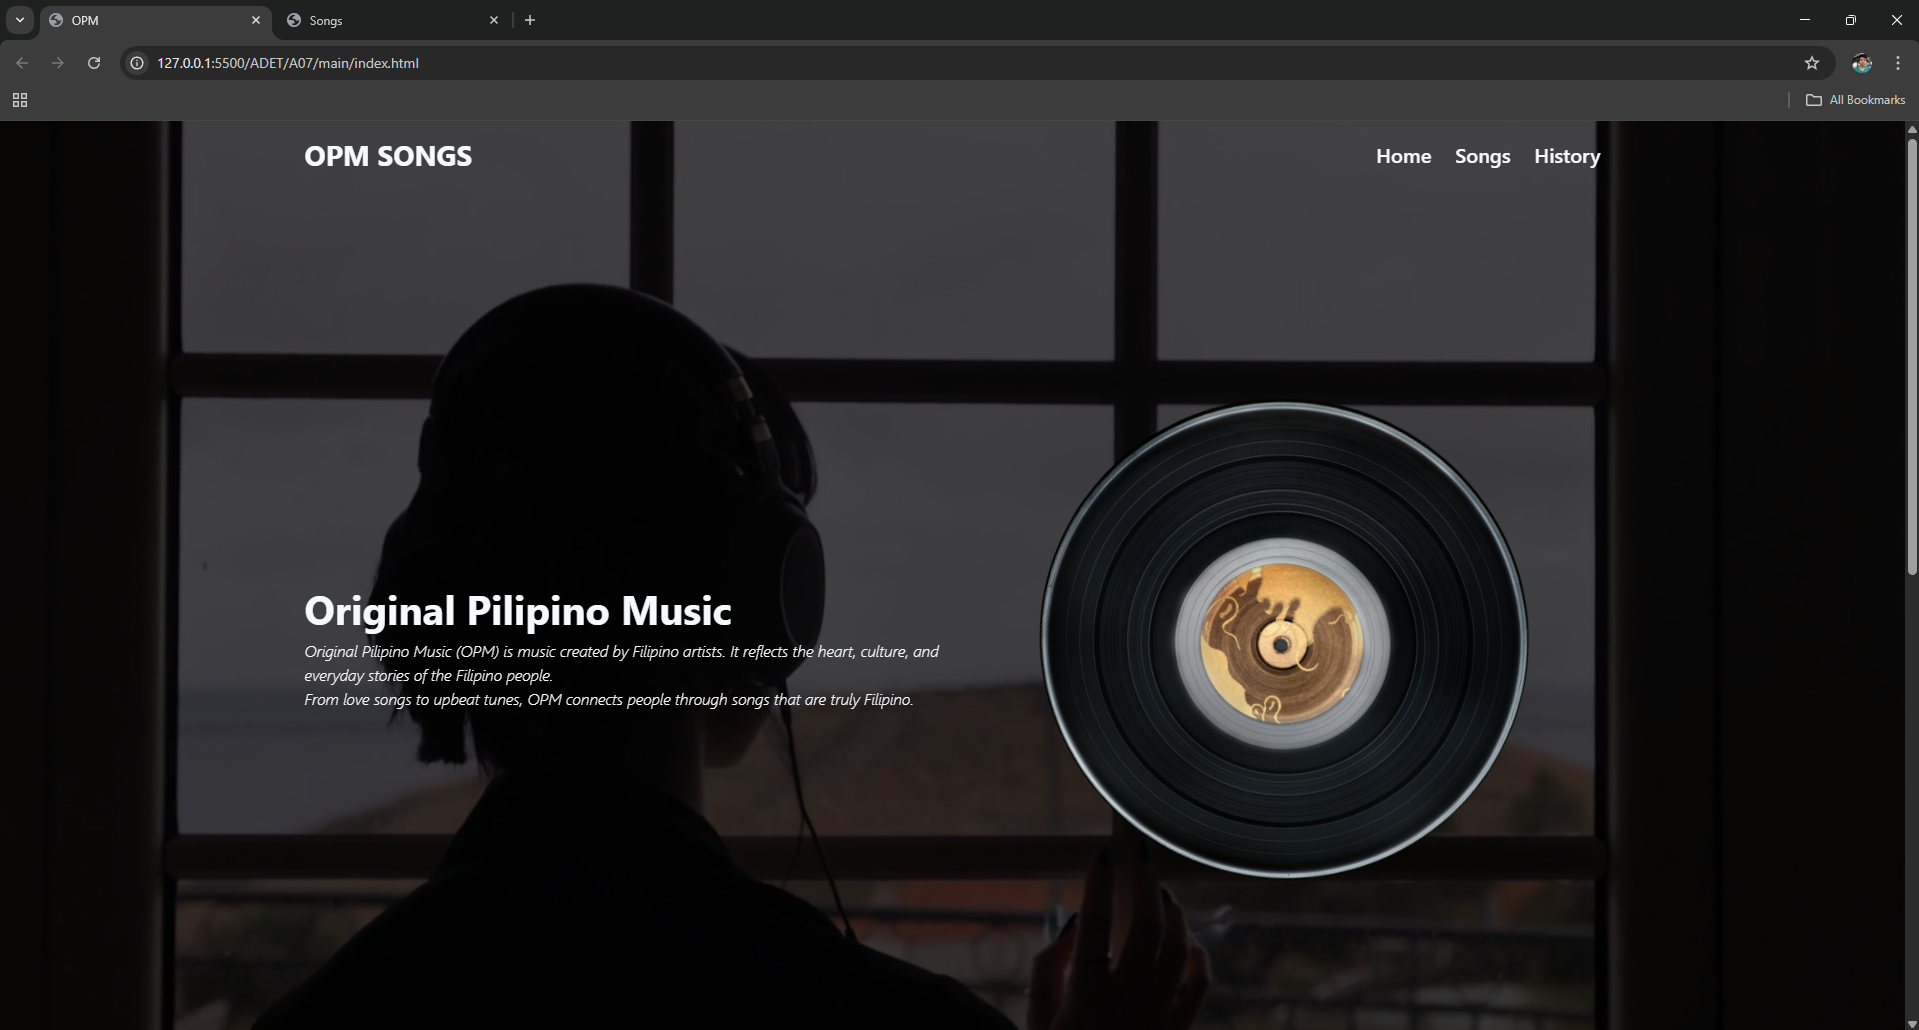 OPM
Songs
127.0.0.1:5500/ADET/A07/main/index.html
All Bookmarks
OPM SONGS
Home Songs History
Original Pilipino Music
Original Pilipino Music (OPM) is music created by Filipino artists. It reflects the heart, culture, and
everyday stories of the Filipino people.
From love songs to upbeat tunes, OPM connects people through songs that are truly Filipino.